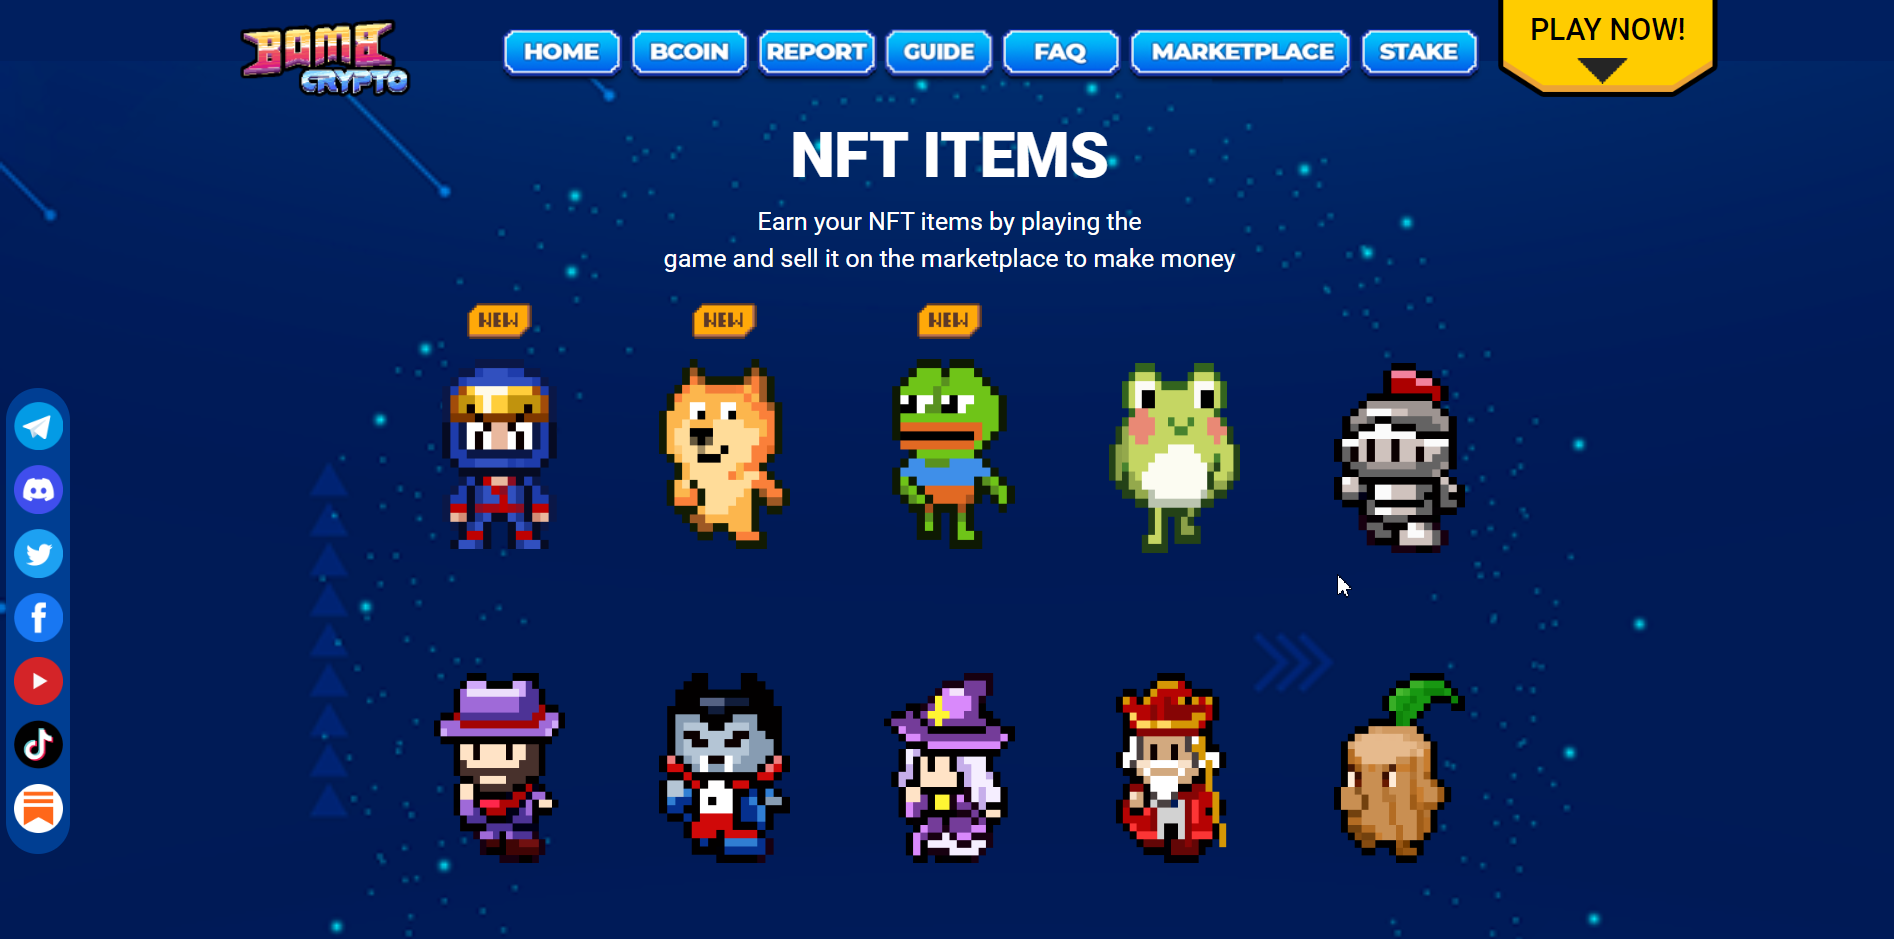 BOMB
CRYPTO
HOME
BCOIN
REPORT
GUIDE
FAQ
MARKETPLACE
STAKE
PLAY NOW!
NFT ITEMS
Earn your NFT items by playing the
game and sell it on the marketplace to make money
NEW
NEW
NEW